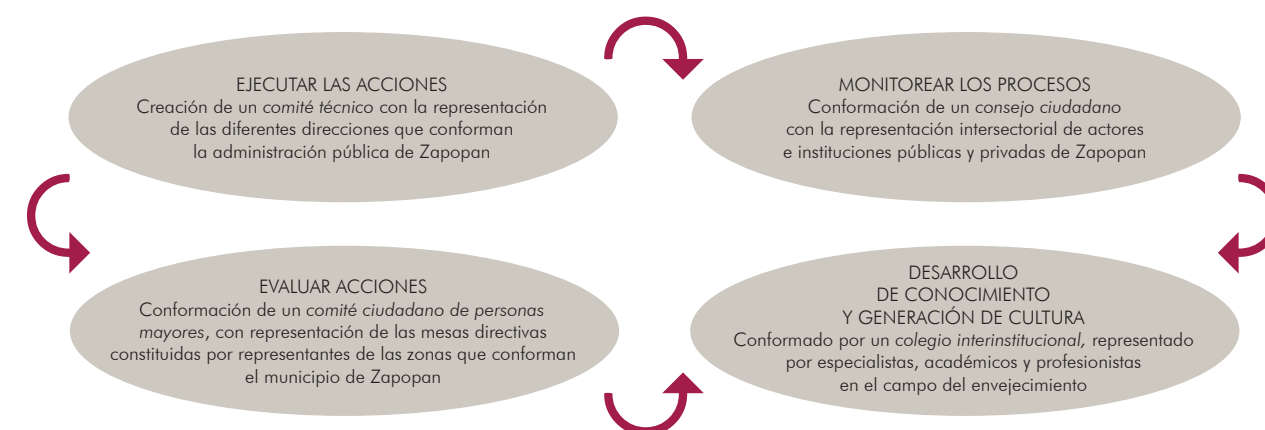 EJECUTAR LAS ACCIONES
Creación de un comité técnico con la representación
de las diferentes direcciones que conforman
la administración pública de Zapopan
MONITOREAR LOS PROCESOS
Conformación de un consejo ciudadano
con la representación intersectorial de actores
e instituciones públicas y privadas de Zapopan
EVALUAR ACCIONES
Conformación de un comité ciudadano de personas
mayores, con representación de las mesas directivas
constituidas por representantes de las zonas que conforman
el municipio de Zapopan
DESARROLLO
DE CONOCIMIENTO
Y GENERACIÓN DE CULTURA
Conformado por un colegio interinstitucional, representado
por especialistas, académicos y profesionistas
en el campo del envejecimiento